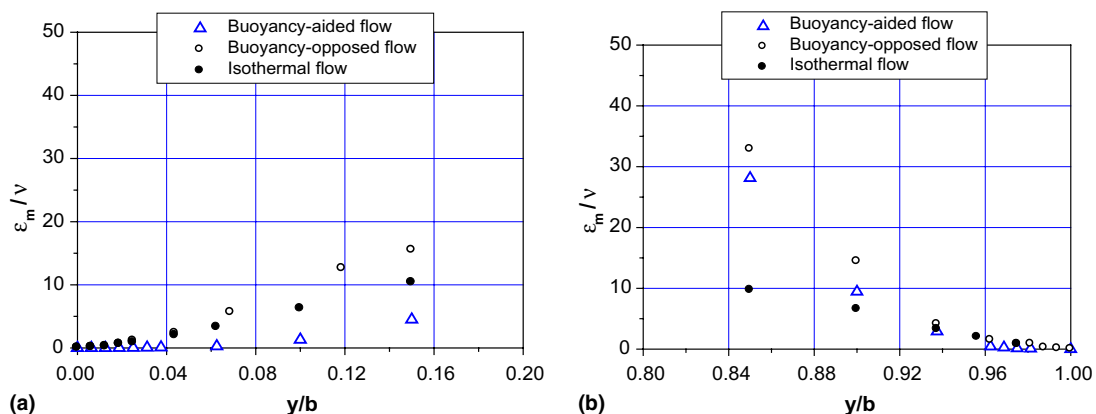 Buoyancy-aided flow
Buoyancy-opposed flow
Isothermal flow
50
40
30
20
10
0
εm/ν
0.00 0.04 0.08 0.12 0.16 0.20
(a) y/b
Buoyancy-aided flow
Buoyancy-opposed flow
Isothermal flow
50
40
30
20
10
0
εm/ν
0.80 0.84 0.88 0.92 0.96 1.00
(b) y/b